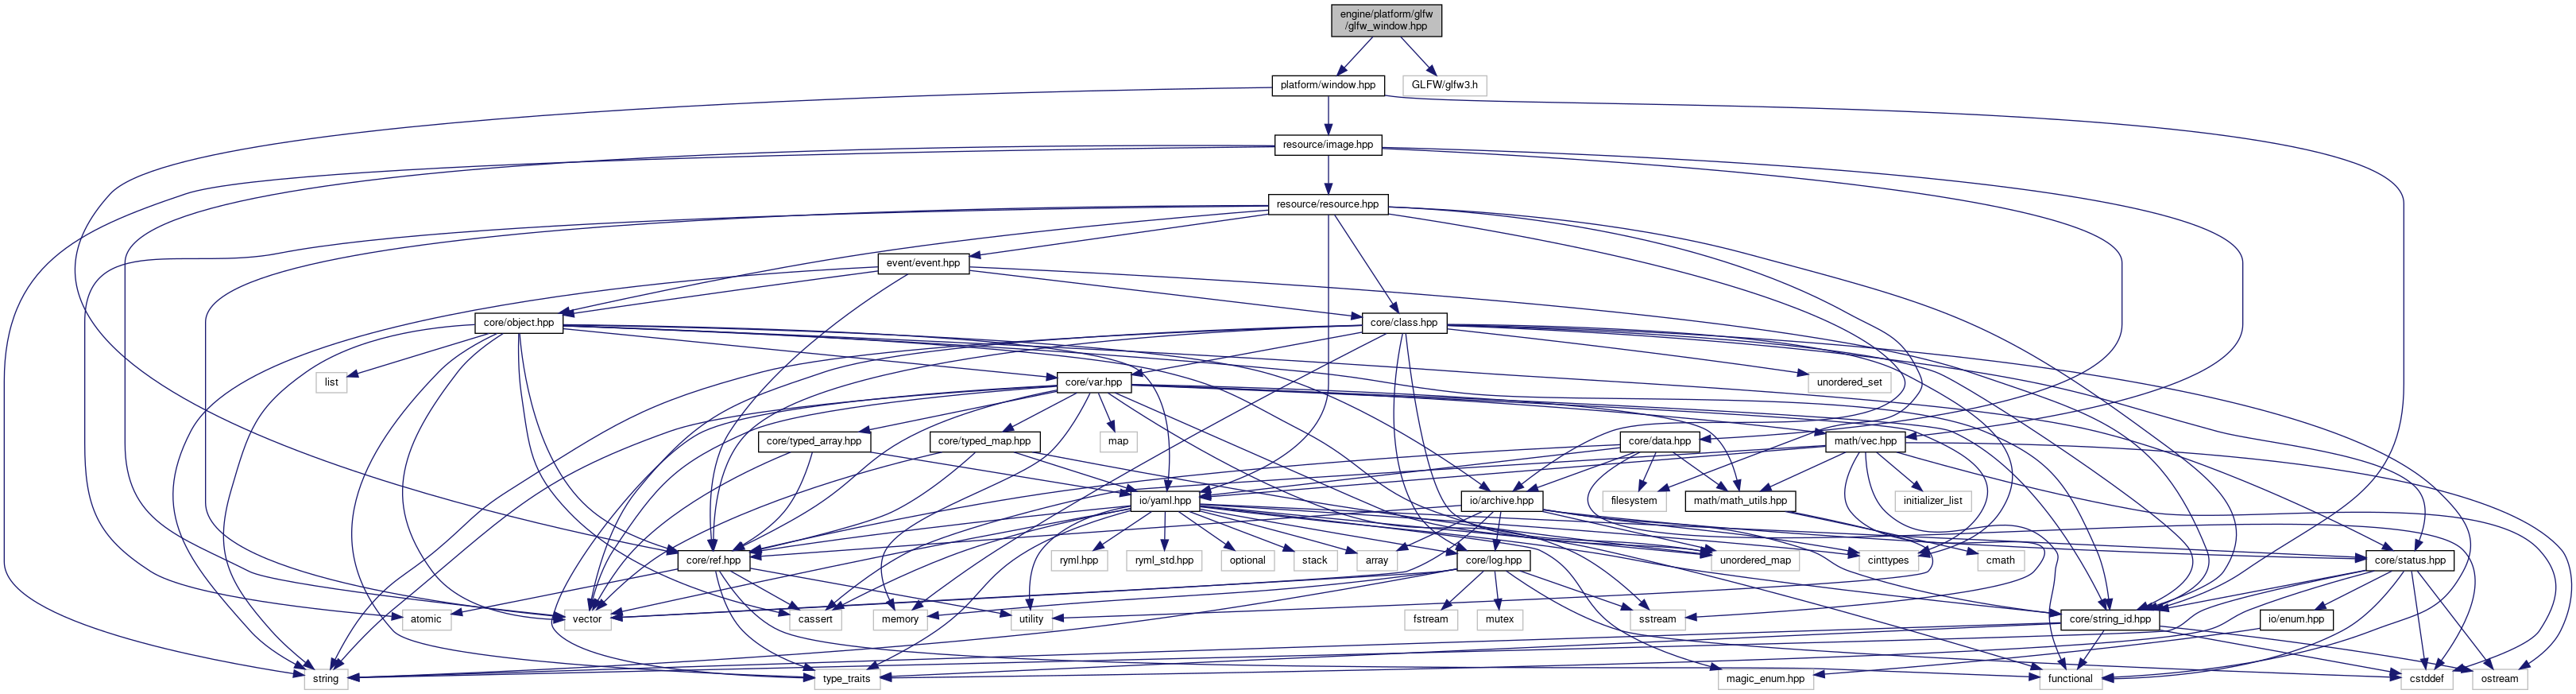 engine/platform/glfw
/glfw_window.hpp
platform/window.hpp
GLFW/glfw3.h
resource/image.hpp
resource/resource.hpp
event/event.hpp
core/object.hpp
core/class.hpp
list
core/var.hpp
unordered_set
core/typed_array.hpp
core/typed_map.hpp
map
core/data.hpp
math/vec.hpp
io/yaml.hpp
io/archive.hpp
filesystem
math/math_utils.hpp
initializer_list
core/ref.hpp
ryml.hpp
ryml_std.hpp
optional
stack
array
core/log.hpp
unordered_map
cinttypes
cmath
core/status.hpp
atomic
vector
cassert
memory
utility
fstream
mutex
sstream
core/string_id.hpp
io/enum.hpp
string
type_traits
magic_enum.hpp
functional
cstddef
ostream